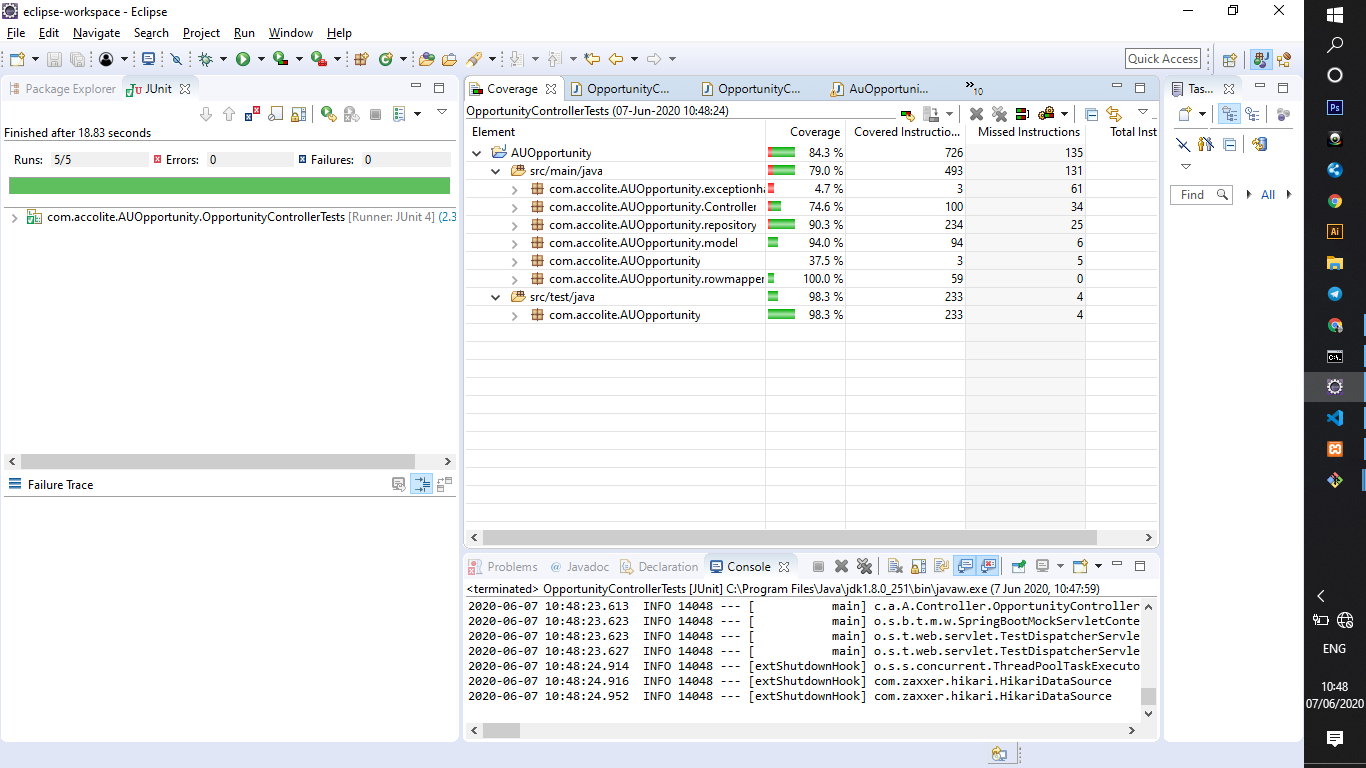 eclipse-workspace - Eclipse
File Edit Navigate Search Project Run Window Help
Quick Access
Package Explorer JUnit
Finished after 18.83 seconds
Runs: 5/5 Errors: 0 Failures: 0
com.accolite.AUOpportunity.OpportunityControllerTests [Runner: JUnit 4] (2.3
Failure Trace
Coverage OpportunityC... OpportunityC... AuOpportuni... »10
OpportunityControllerTests (07-Jun-2020 10:48:24)
Element Coverage Covered Instructio... Missed Instructions Total Inst
AUOpportunity 84.3 % 726 135
src/main/java 79.0 % 493 131
com.accolite.AUOpportunity.exceptionha 4.7 % 3 61
com.accolite.AUOpportunity.Controller 74.6 % 100 34
com.accolite.AUOpportunity.repository 90.3 % 234 25
com.accolite.AUOpportunity.model 94.0 % 94 6
com.accolite.AUOpportunity 37.5 % 3 5
com.accolite.AUOpportunity.rowmapper 100.0 % 59 0
src/test/java 98.3 % 233 4
com.accolite.AUOpportunity 98.3 % 233 4
Problems @ Javadoc Declaration Console
<terminated> OpportunityControllerTests [JUnit] C:\Program Files\Java\jdk1.8.0_251\bin\javaw.exe (7 Jun 2020, 10:47:59)
2020-06-07 10:48:23.613 INFO 14048 --- [ main] c.a.A.Controller.OpportunityController
2020-06-07 10:48:23.623 INFO 14048 --- [ main] o.s.b.t.m.w.SpringBootMockServletConte
2020-06-07 10:48:23.623 INFO 14048 --- [ main] o.s.t.web.servlet.TestDispatcherServle
2020-06-07 10:48:23.627 INFO 14048 --- [ main] o.s.t.web.servlet.TestDispatcherServle
2020-06-07 10:48:24.914 INFO 14048 --- [extShutdownHook] o.s.s.concurrent.ThreadPoolTaskExecuto
2020-06-07 10:48:24.916 INFO 14048 --- [extShutdownHook] com.zaxxer.hikari.HikariDataSource
2020-06-07 10:48:24.952 INFO 14048 --- [extShutdownHook] com.zaxxer.hikari.HikariDataSource
Tas...
Find All
Ps
Ai
ENG
10:48
07/06/2020